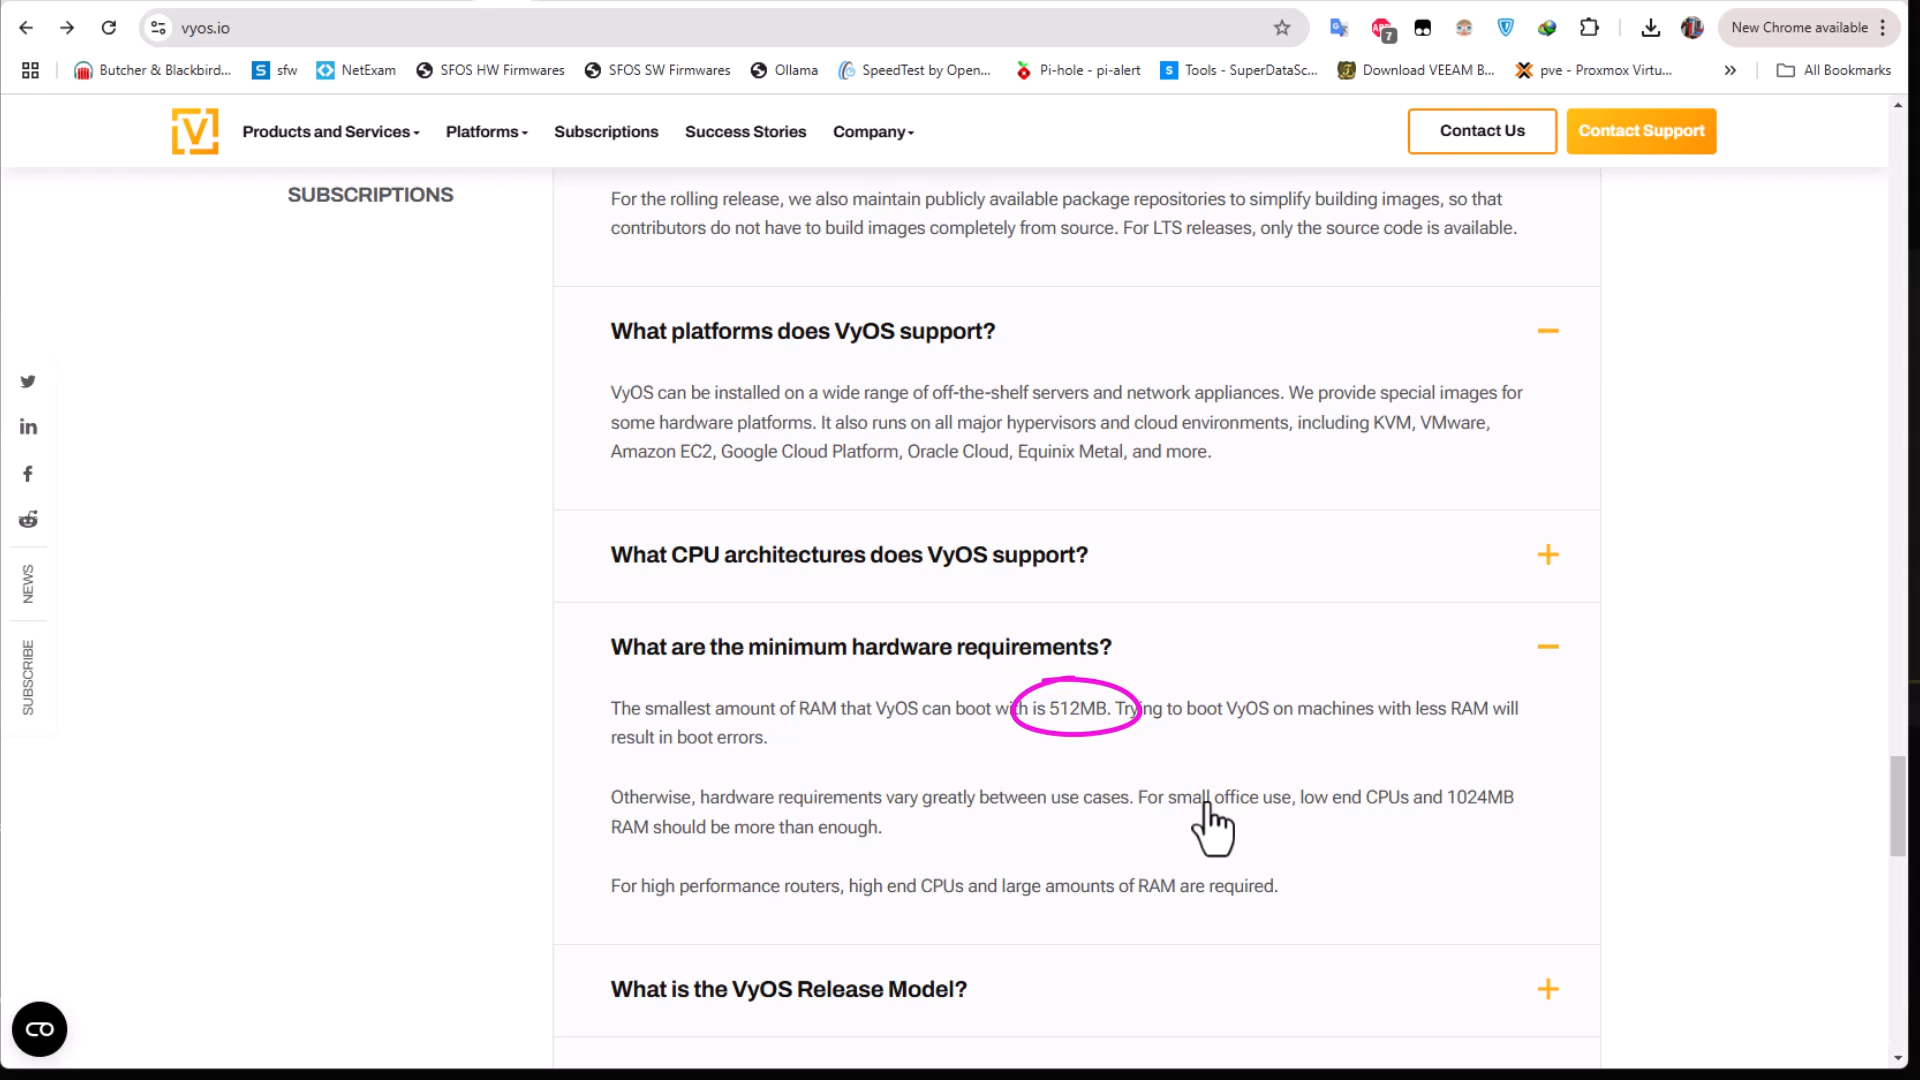 vyos.io
7
New Chrome available
Butcher & Blackbird...
sfw
NetExam
SFOS HW Firmwares
SFOS SW Firmwares
Ollama
SpeedTest by Open...
Pi-hole - pi-alert
Tools - SuperDataSc...
Download VEEAM B...
pve - Proxmox Virtu...
All Bookmarks
Products and Services
Platforms
Subscriptions
Success Stories
Company
Contact Us
Contact Support
SUBSCRIPTIONS
For the rolling release, we also maintain publicly available package repositories to simplify building images, so that
contributors do not have to build images completely from source. For LTS releases, only the source code is available.
What platforms does VyOS support?
VyOS can be installed on a wide range of off-the-shelf servers and network appliances. We provide special images for
some hardware platforms. It also runs on all major hypervisors and cloud environments, including KVM, VMware,
Amazon EC2, Google Cloud Platform, Oracle Cloud, Equinix Metal, and more.
What CPU architectures does VyOS support?
What are the minimum hardware requirements?
The smallest amount of RAM that VyOS can boot with is 512MB. Trying to boot VyOS on machines with less RAM will
result in boot errors.
Otherwise, hardware requirements vary greatly between use cases. For small office use, low end CPUs and 1024MB
RAM should be more than enough.
For high performance routers, high end CPUs and large amounts of RAM are required.
What is the VyOS Release Model?
NEWS
SUBSCRIBE